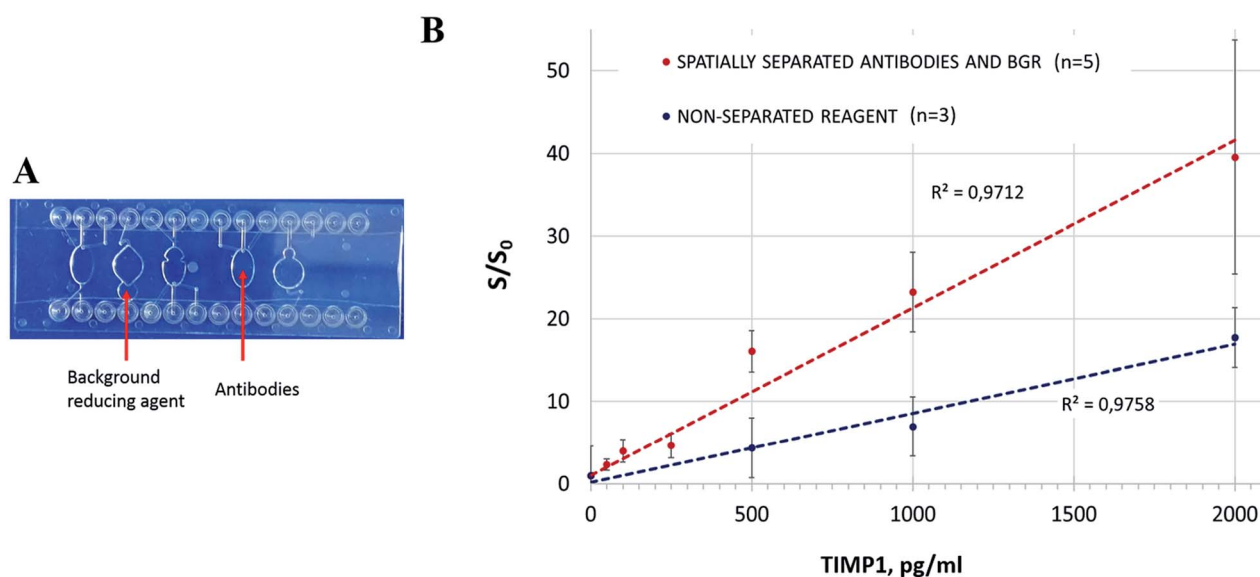 A
Background
reducing agent
Antibodies
B
SPATIALLY SEPARATED ANTIBODIES AND BGR (n=5)
NON-SEPARATED REAGENT (n=3)
R² = 0,9712
R² = 0,9758
S/S₀
50
40
30
20
10
0
0 500 1000 1500 2000
TIMP1, pg/ml